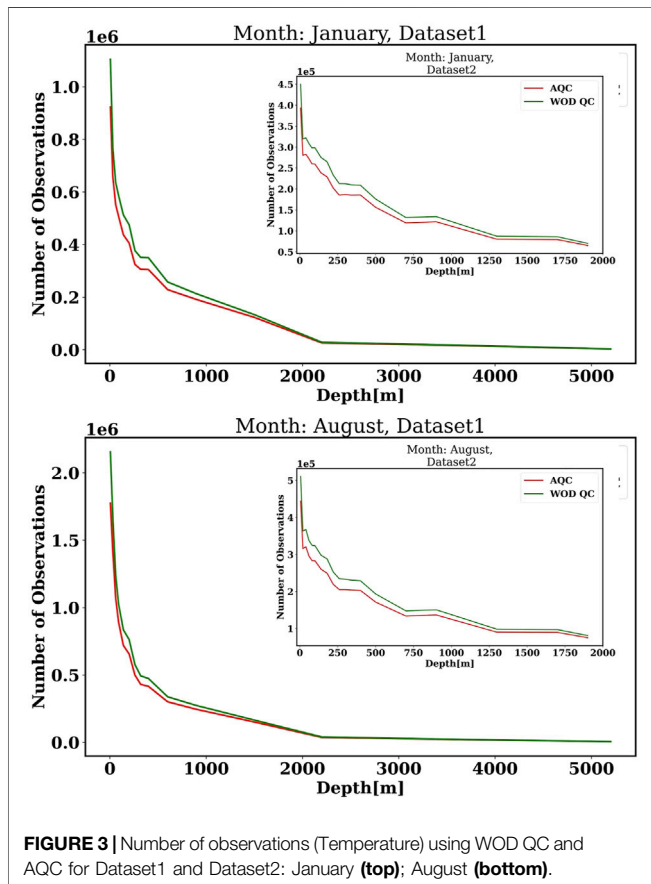 Month: January, Dataset1
1e6
Month: January,
Dataset2
1e5
AQC
WOD QC
4.5
4.0
3.5
3.0
2.5
2.0
1.5
1.0
0.5
Number of Observations
0 250 500 750 1000 1250 1500 1750 2000
Depth[m]
1.0
0.8
0.6
0.4
0.2
0.0
Number of Observations
0 1000 2000 3000 4000 5000
Depth[m]
Month: August, Dataset1
1e6
Month: August,
Dataset2
1e5
AQC
WOD QC
5
4
3
2
1
Number of Observations
0 250 500 750 1000 1250 1500 1750 2000
Depth[m]
2.0
1.5
1.0
0.5
0.0
Number of Observations
0 1000 2000 3000 4000 5000
Depth[m]
FIGURE 3 | Number of observations (Temperature) using WOD QC and
AQC for Dataset1 and Dataset2: January (top); August (bottom).